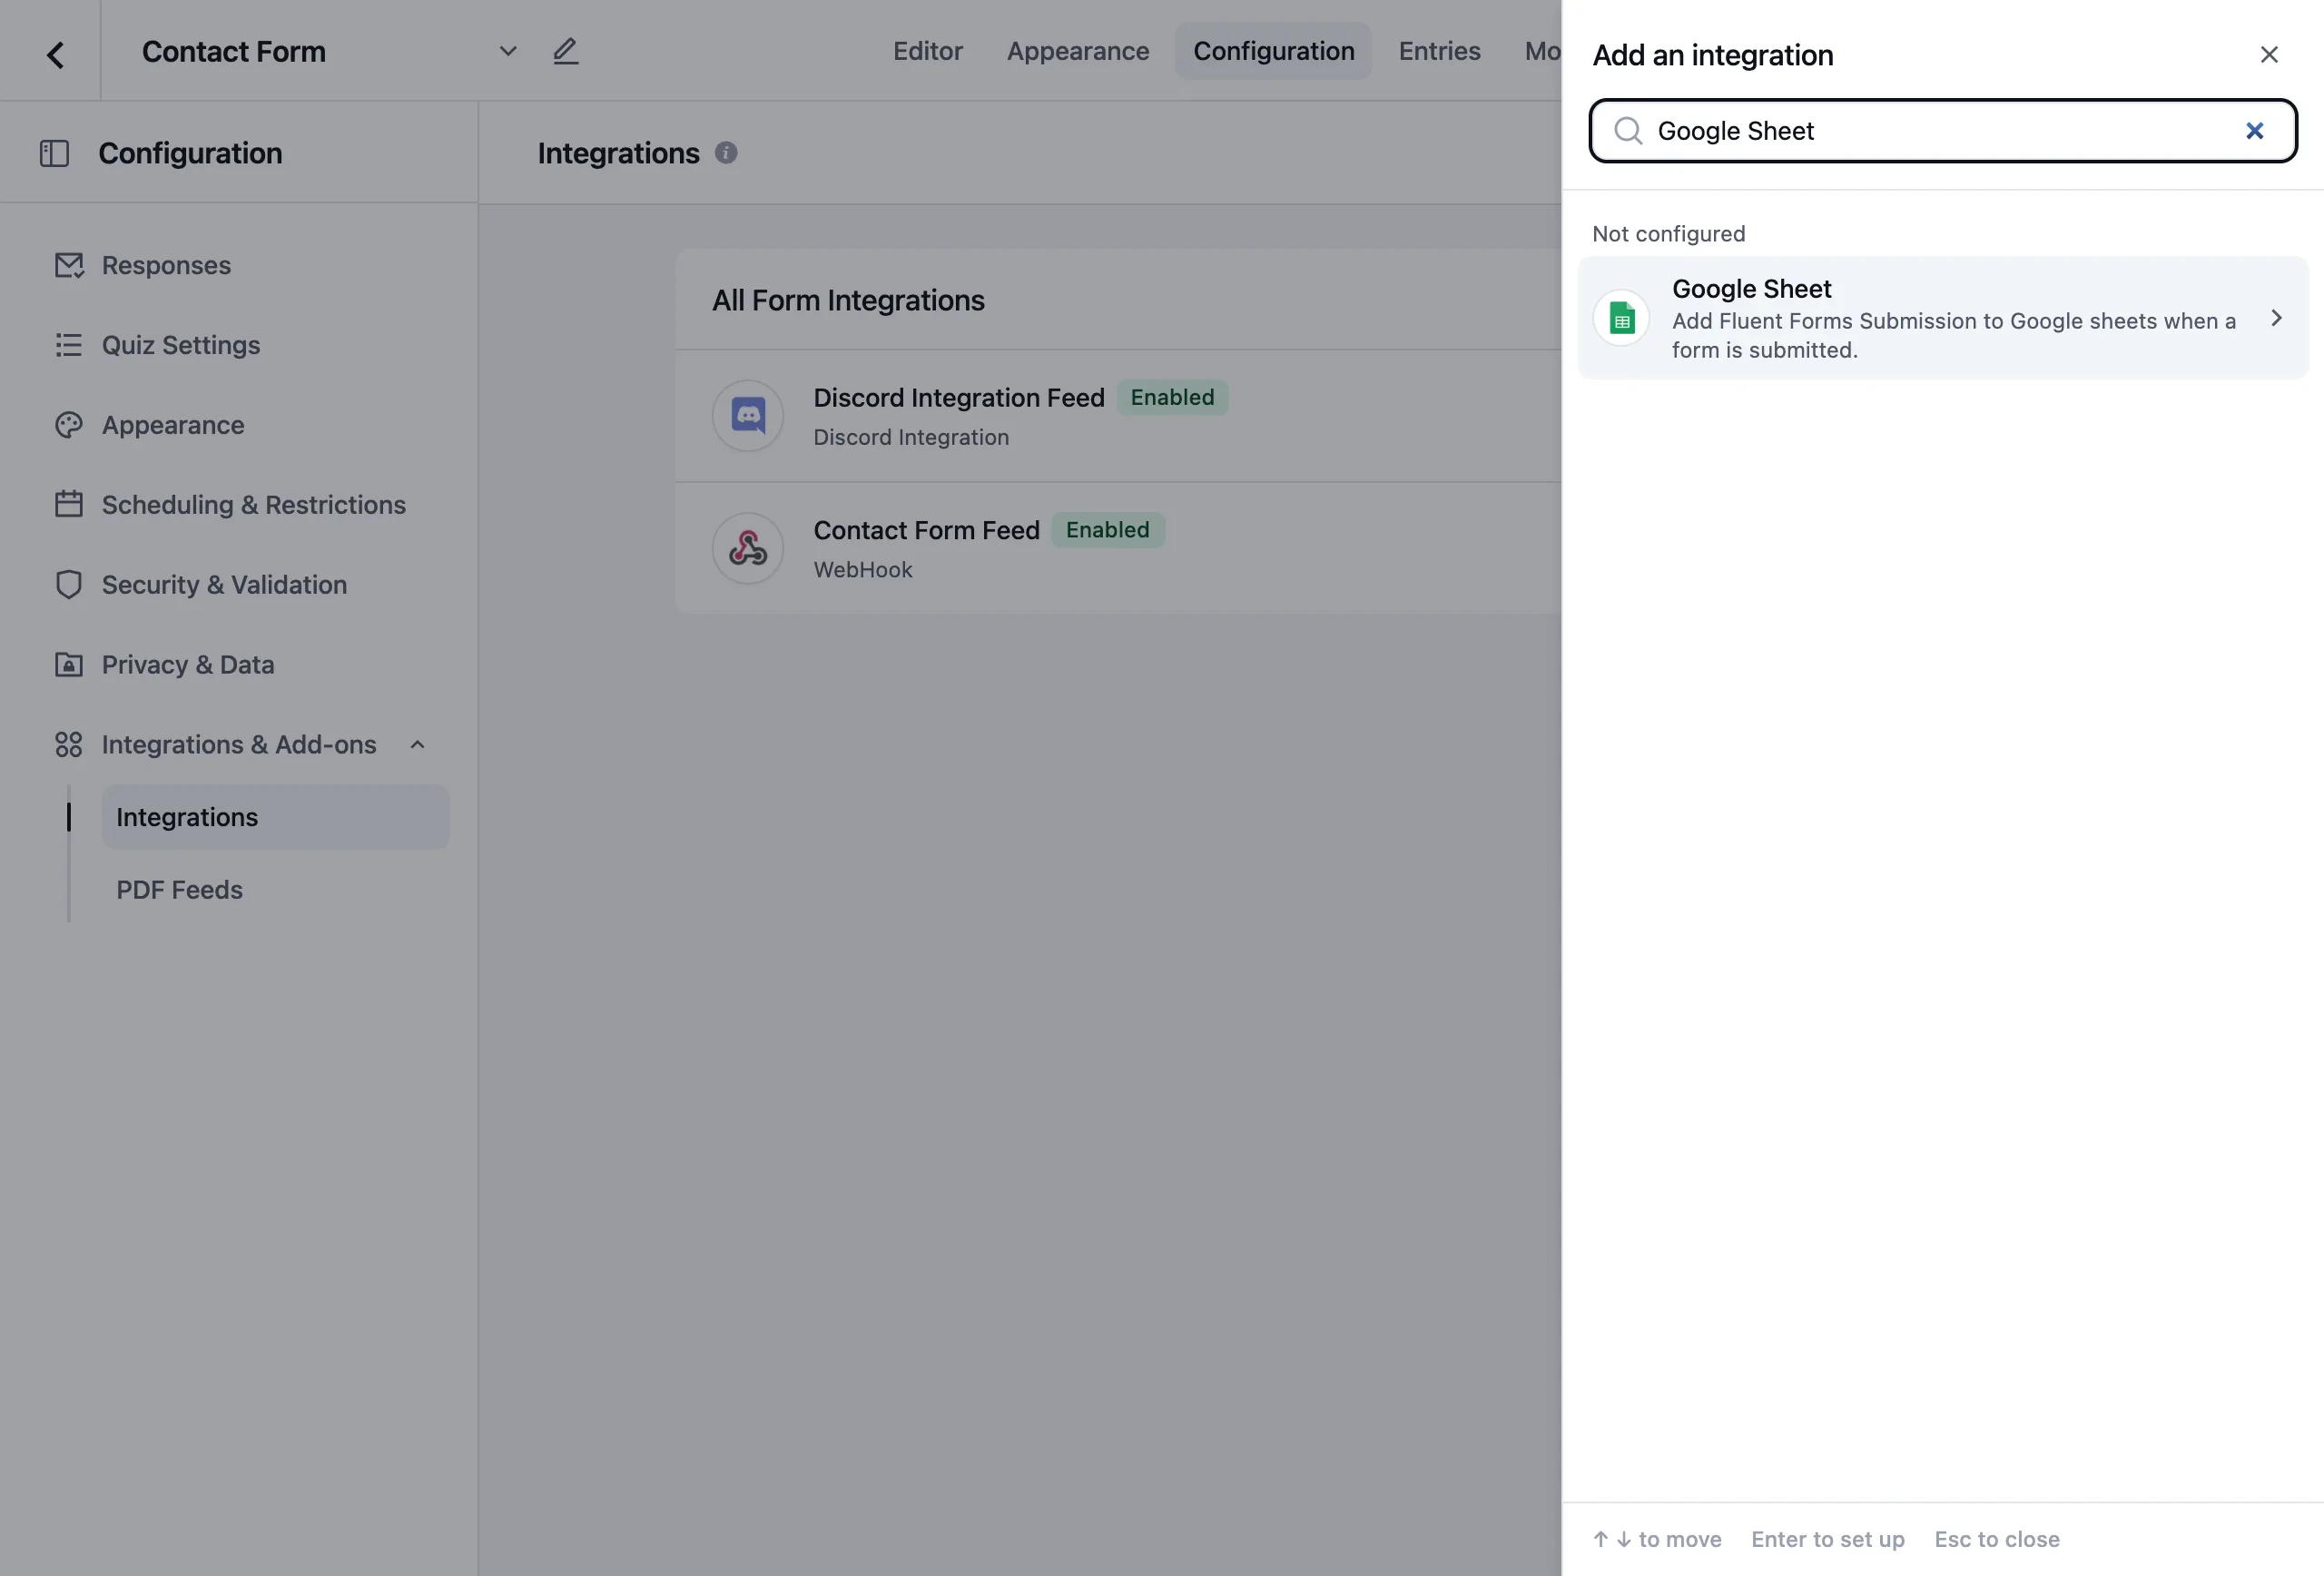 Contact Form
Editor
Appearance
Configuration
Entries
Mo
Configuration
Responses
Quiz Settings
Appearance
Scheduling & Restrictions
Security & Validation
Privacy & Data
Integrations & Add-ons
Integrations
PDF Feeds
Integrations
All Form Integrations
Discord Integration Feed Enabled
Discord Integration
Contact Form Feed Enabled
WebHook
Add an integration
Google Sheet
Not configured
Google Sheet
Add Fluent Forms Submission to Google sheets when a
form is submitted.
↑ ↓ to move Enter to set up Esc to close